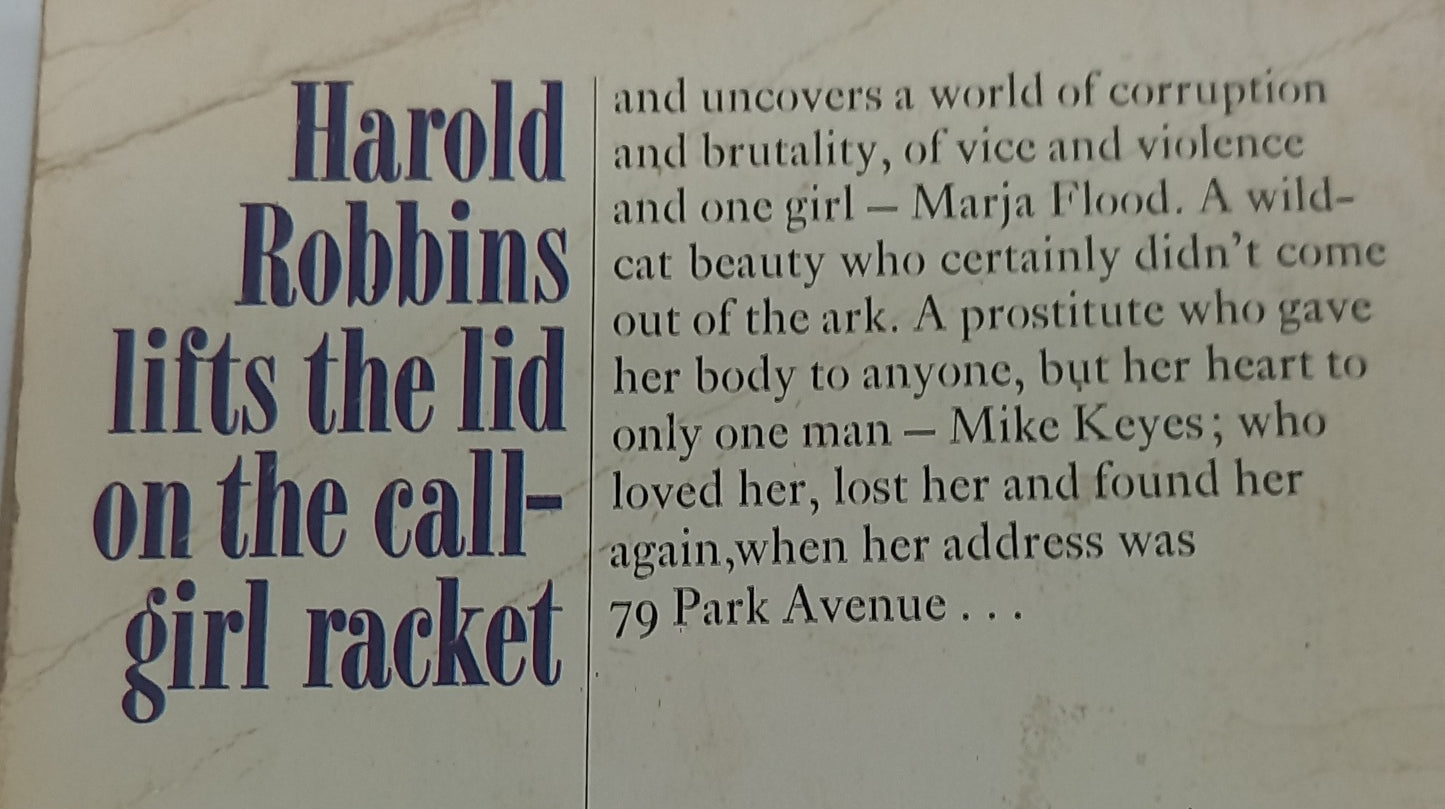 Harold
Robbins
lifts the lid
on the call-
girl racket
and uncovers a world of corruption
and brutality, of vice and violence
and one girl – Marja Flood. A wild-
cat beauty who certainly didn't come
out of the ark. A prostitute who gave
her body to anyone, but her heart to
only one man – Mike Keyes; who
loved her, lost her and found her
again,when her address was
79 Park Avenue . . .